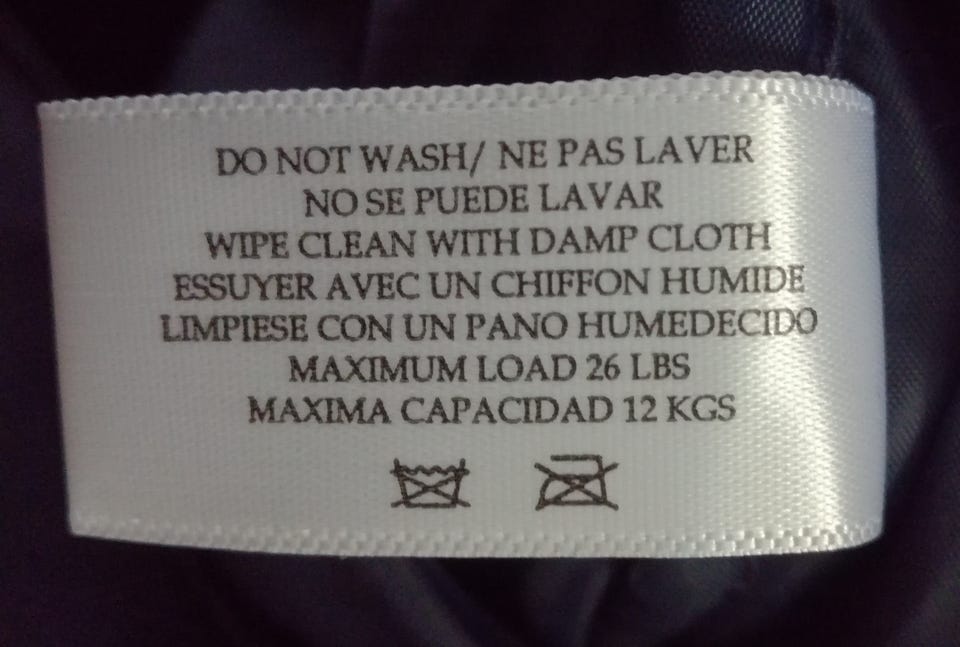 DO NOT WASH/ NE PAS LAVER
NO SE PUEDE LAVAR
WIPE CLEAN WITH DAMP CLOTH
ESSUYER AVEC UN CHIFFON HUMIDE
LIMPIESE CON UN PANO HUMEDECIDO
MAXIMUM LOAD 26 LBS
MAXIMA CAPACIDAD 12 KGS